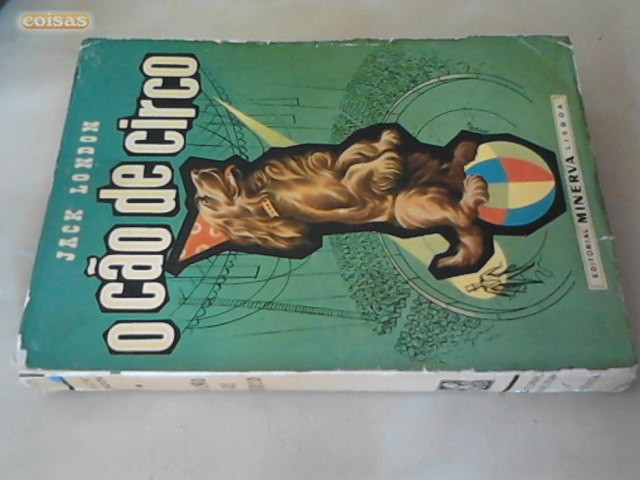 coisas
JACK LONDON
o cão de circo
EDITORIAL MINERVA LISBOA